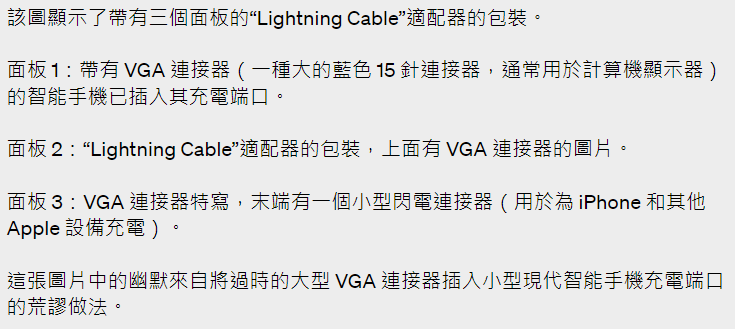 該圖顯示了帶有三個面板的“Lightning Cable”適配器的包裝。
面板 1：帶有 VGA 連接器（一種大的藍色 15 針連接器，通常用於計算機顯示器）
的智能手機已插入其充電端口。
面板 2：“Lightning Cable”適配器的包裝，上面有 VGA 連接器的圖片。
面板 3：VGA 連接器特寫，末端有一個小型閃電連接器（用於為 iPhone 和其他
Apple 設備充電）。
這張圖片中的幽默來自將過時的大型 VGA 連接器插入小型現代智能手機充電端口
的荒謬做法。